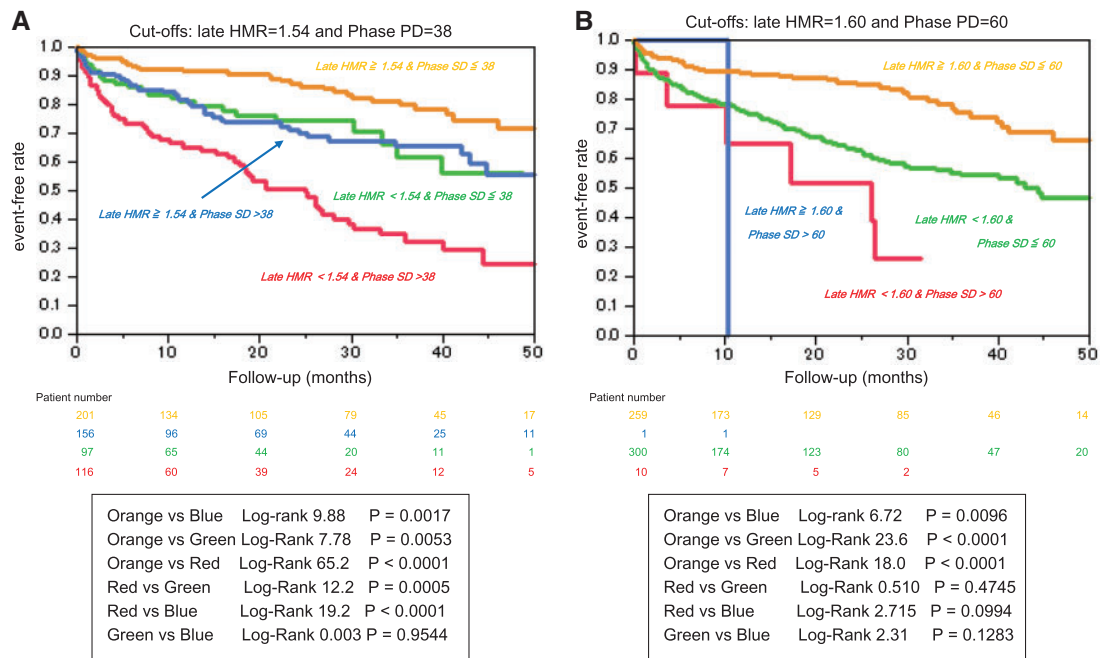 A
Cut-offs: late HMR=1.54 and Phase PD=38
1.0
0.9
0.8
0.7
0.6
0.5
0.4
0.3
0.2
0.1
0.0
event-free rate
Late HMR ≧ 1.54 & Phase SD ≦ 38
Late HMR < 1.54 & Phase SD ≦ 38
Late HMR ≧ 1.54 & Phase SD >38
Late HMR < 1.54 & Phase SD >38
0 10 20 30 40 50
Follow-up (months)
Patient number
201 134 105 79 45 17
156 96 69 44 25 11
97 65 44 20 11 1
116 60 39 24 12 5
Orange vs Blue Log-rank 9.88 P = 0.0017
Orange vs Green Log-Rank 7.78 P = 0.0053
Orange vs Red Log-Rank 65.2 P < 0.0001
Red vs Green Log-Rank 12.2 P = 0.0005
Red vs Blue Log-Rank 19.2 P < 0.0001
Green vs Blue Log-Rank 0.003 P = 0.9544
B
Cut-offs: late HMR=1.60 and Phase PD=60
1.0
0.9
0.8
0.7
0.6
0.5
0.4
0.3
0.2
0.1
0.0
event-free rate
Late HMR ≧ 1.60 & Phase SD ≦ 60
Late HMR ≧ 1.60 &
Phase SD > 60
Late HMR < 1.60 &
Phase SD ≦ 60
Late HMR < 1.60 & Phase SD > 60
0 10 20 30 40 50
Follow-up (months)
Patient number
259 173 129 85 46 14
1 1
300 174 123 80 47 20
10 7 5 2
Orange vs Blue Log-rank 6.72 P = 0.0096
Orange vs Green Log-Rank 23.6 P < 0.0001
Orange vs Red Log-Rank 18.0 P < 0.0001
Red vs Green Log-Rank 0.510 P = 0.4745
Red vs Blue Log-Rank 2.715 P = 0.0994
Green vs Blue Log-Rank 2.31 P = 0.1283